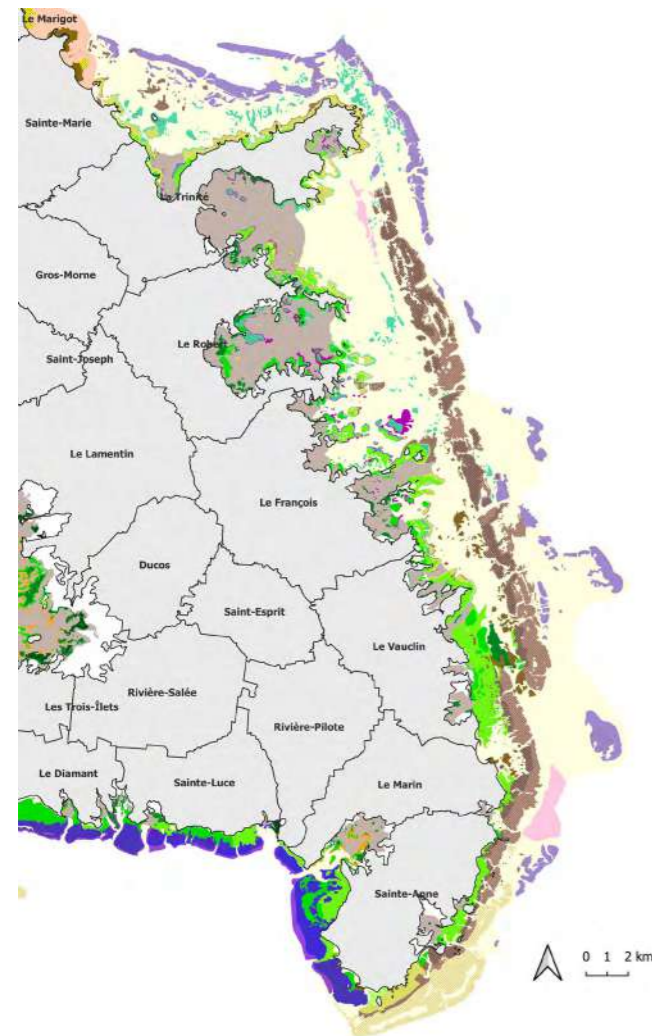 Le Marigot
Sainte-Marie
La Trinité
Gros-Morne
Saint-Joseph
Le Robert
Le Lamentin
Le François
Ducos
Saint-Esprit
Le Vauclin
Les Trois-Îlets
Rivière-Salée
Rivière-Pilote
Le Diamant
Sainte-Luce
Le Marin
Sainte-Anne
0 1 2 km